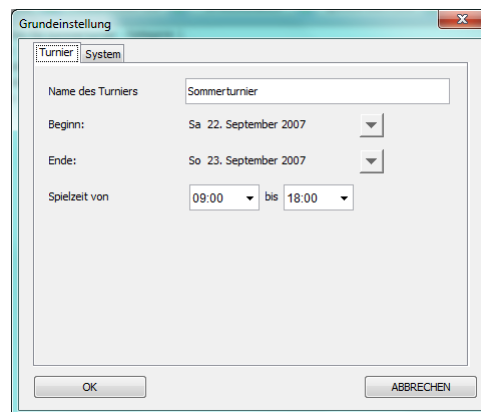 Grundeinstellung
Turnier System
Name des Turniers Sommerturnier
Beginn: Sa 22. September 2007
Ende: So 23. September 2007
Spielzeit von 09:00 bis 18:00
OK ABBRECHEN